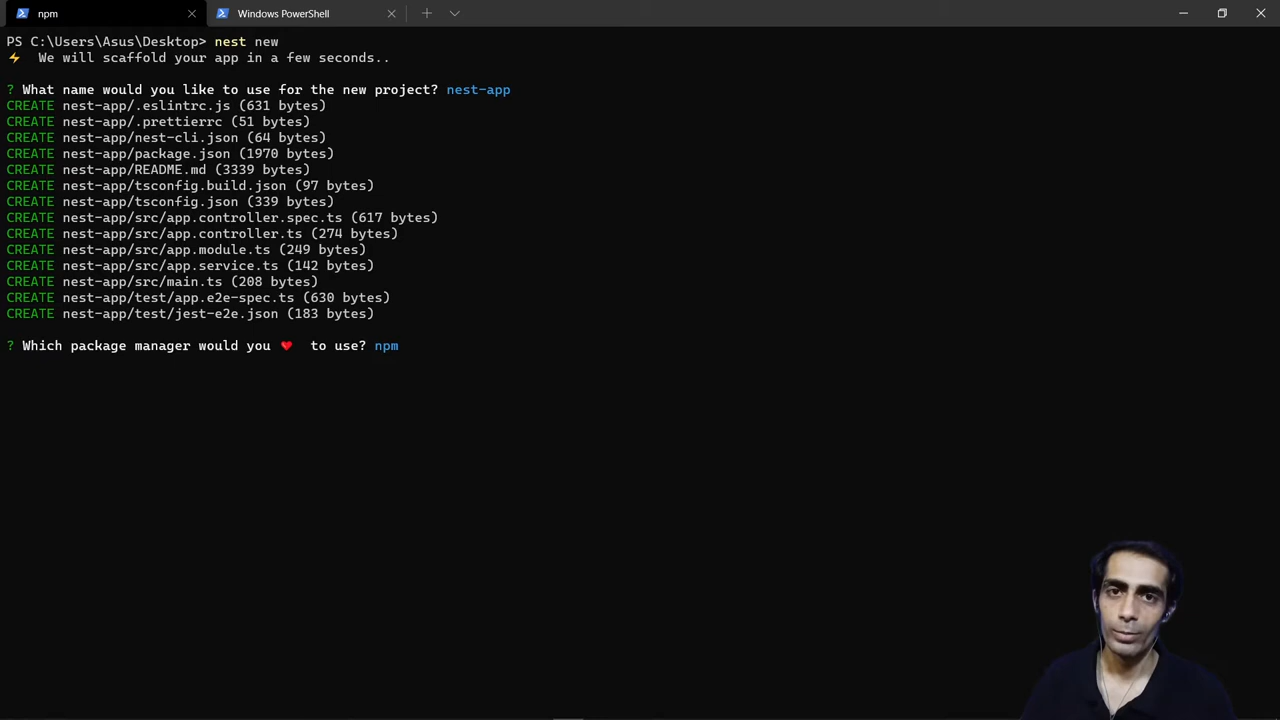 npm
Windows PowerShell
PS C:\Users\Asus\Desktop> nest new
⚡ We will scaffold your app in a few seconds..
? What name would you like to use for the new project? nest-app
CREATE nest-app/.eslintrc.js (631 bytes)
CREATE nest-app/.prettierrc (51 bytes)
CREATE nest-app/nest-cli.json (64 bytes)
CREATE nest-app/package.json (1970 bytes)
CREATE nest-app/README.md (3339 bytes)
CREATE nest-app/tsconfig.build.json (97 bytes)
CREATE nest-app/tsconfig.json (339 bytes)
CREATE nest-app/src/app.controller.spec.ts (617 bytes)
CREATE nest-app/src/app.controller.ts (274 bytes)
CREATE nest-app/src/app.module.ts (249 bytes)
CREATE nest-app/src/app.service.ts (142 bytes)
CREATE nest-app/src/main.ts (208 bytes)
CREATE nest-app/test/app.e2e-spec.ts (630 bytes)
CREATE nest-app/test/jest-e2e.json (183 bytes)
? Which package manager would you ❤ to use? npm